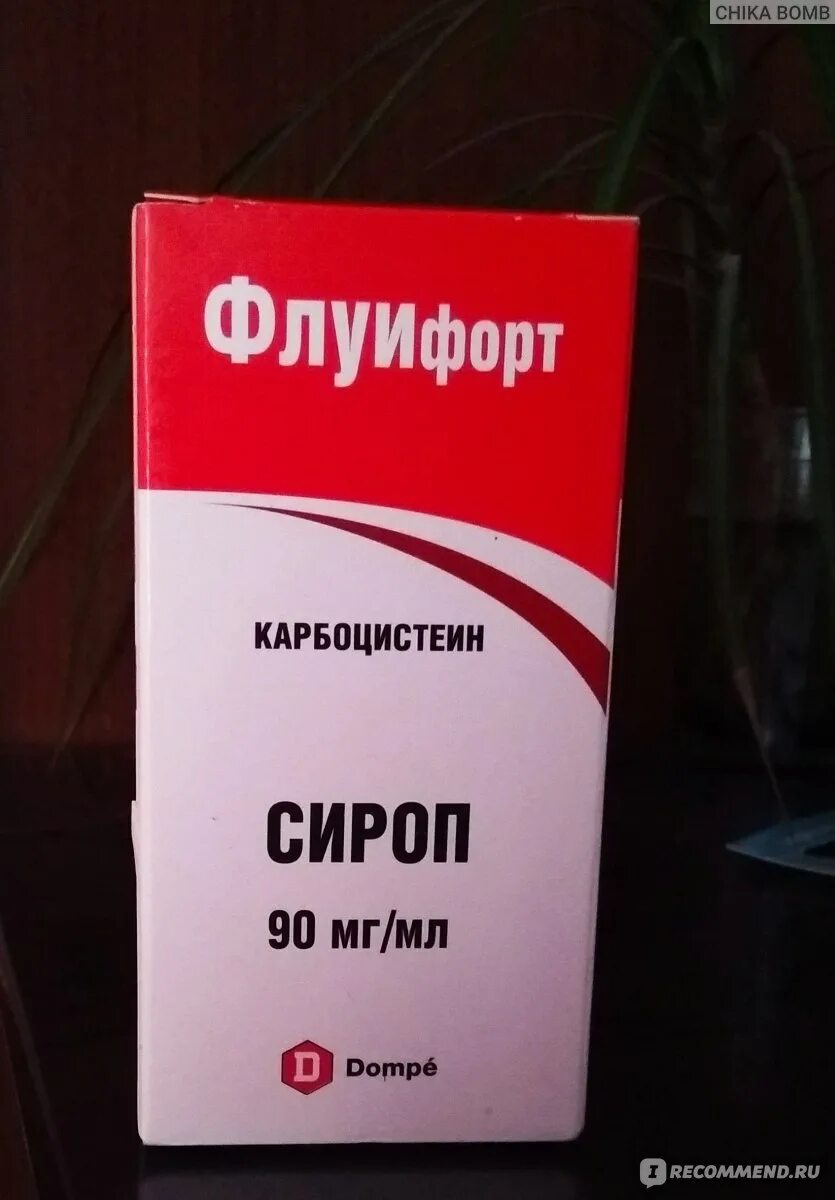 CHIKA BOMB
Флуифорт
КАРБОЦИСТЕИН
СИРОП
90 мг/мл
D Dompé
I RECOMMEND.RU